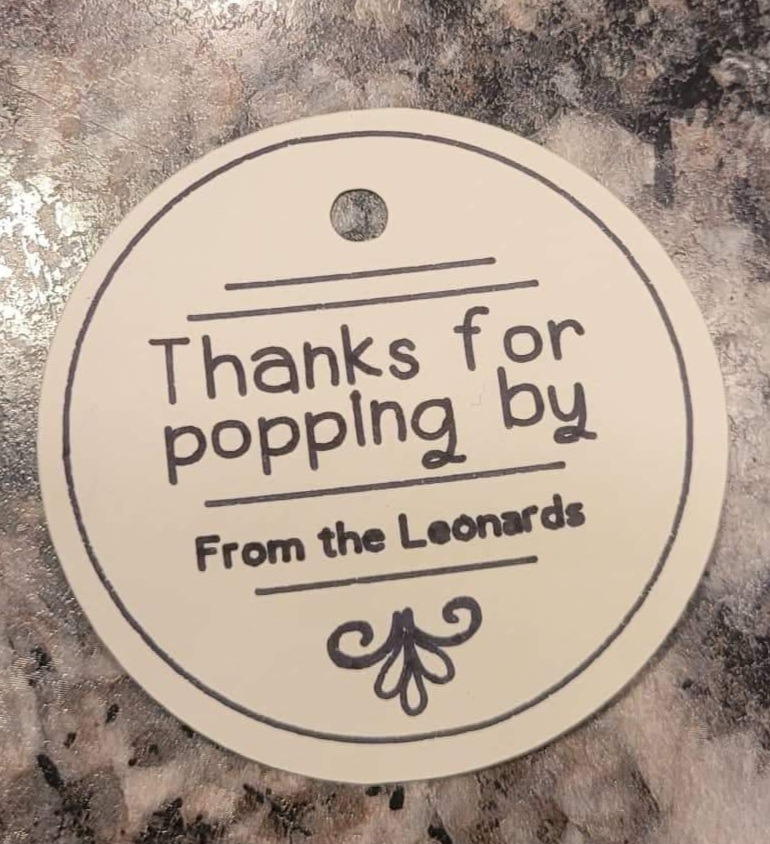 Thanks for
popping by
From the Leonards